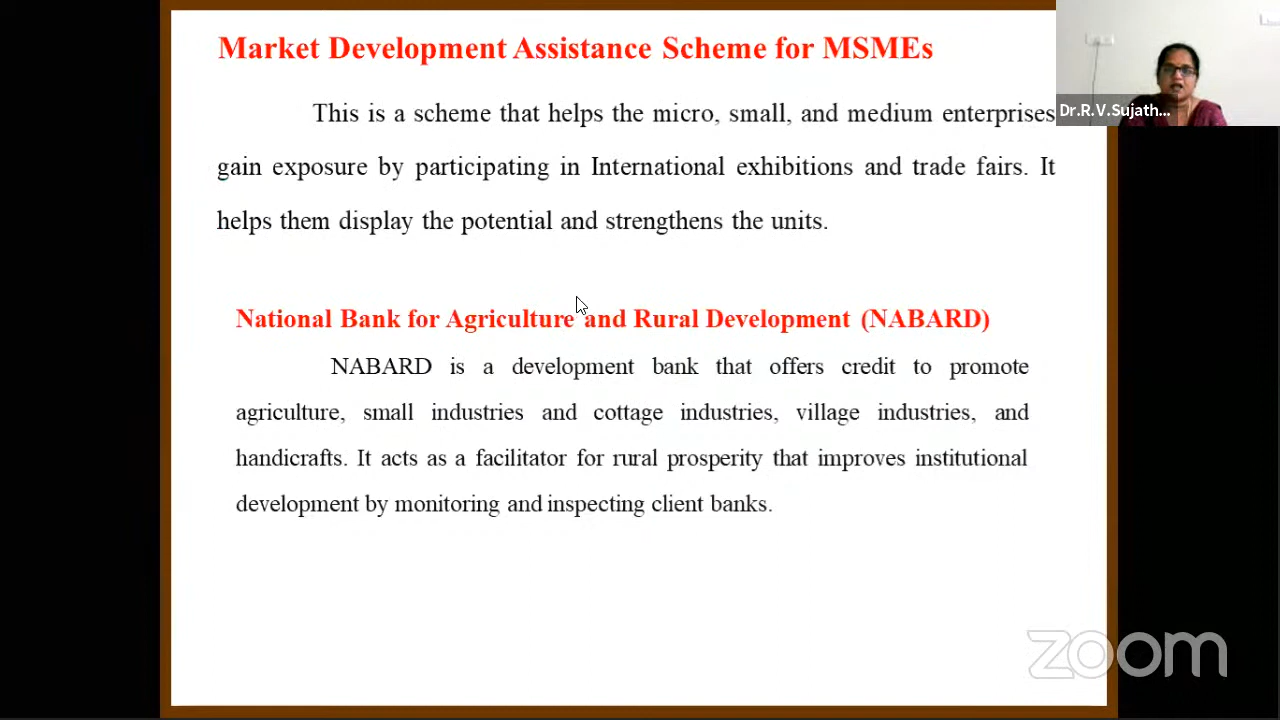 Market Development Assistance Scheme for MSMEs
This is a scheme that helps the micro, small, and medium enterprises
gain exposure by participating in International exhibitions and trade fairs. It
helps them display the potential and strengthens the units.
National Bank for Agriculture and Rural Development (NABARD)
NABARD is a development bank that offers credit to promote
agriculture, small industries and cottage industries, village industries, and
handicrafts. It acts as a facilitator for rural prosperity that improves institutional
development by monitoring and inspecting client banks.
Dr.R.V.Sujath...
zoom